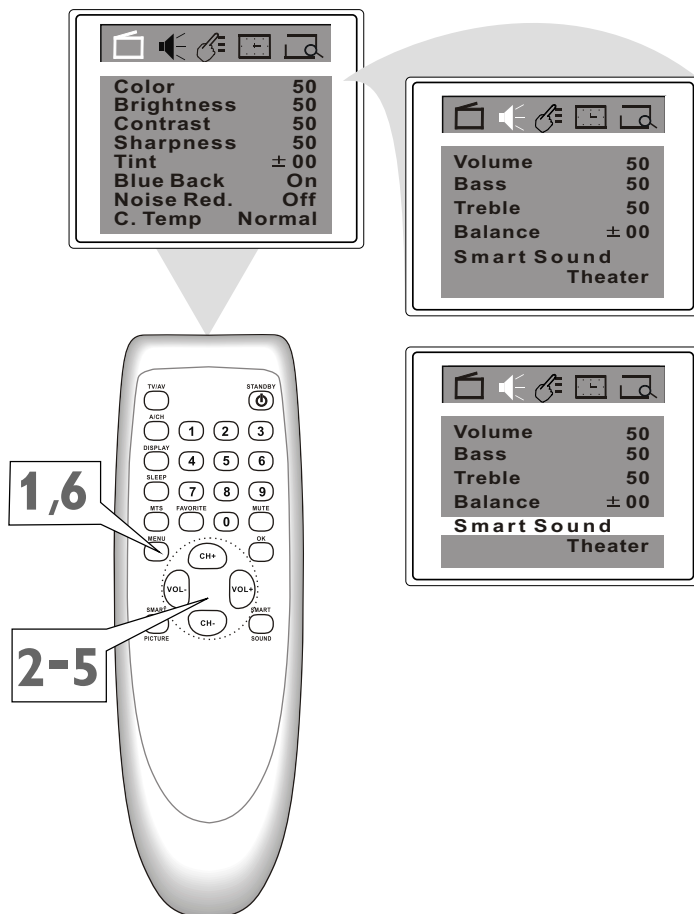 Color 50
Brightness 50
Contrast 50
Sharpness 50
Tint ± 00
Blue Back On
Noise Red. Off
C. Temp Normal
Volume 50
Bass 50
Treble 50
Balance ± 00
Smart Sound
Theater
Volume 50
Bass 50
Treble 50
Balance ± 00
Smart Sound
Theater
TV/AV STANDBY
A/CH
1 2 3
DISPLAY
4 5 6
SLEEP
7 8 9
MTS FAVORITE MUTE
0
MENU OK
CH+
VOL- VOL+
SMART SMART
CH-
PICTURE SOUND
1,6
2-5